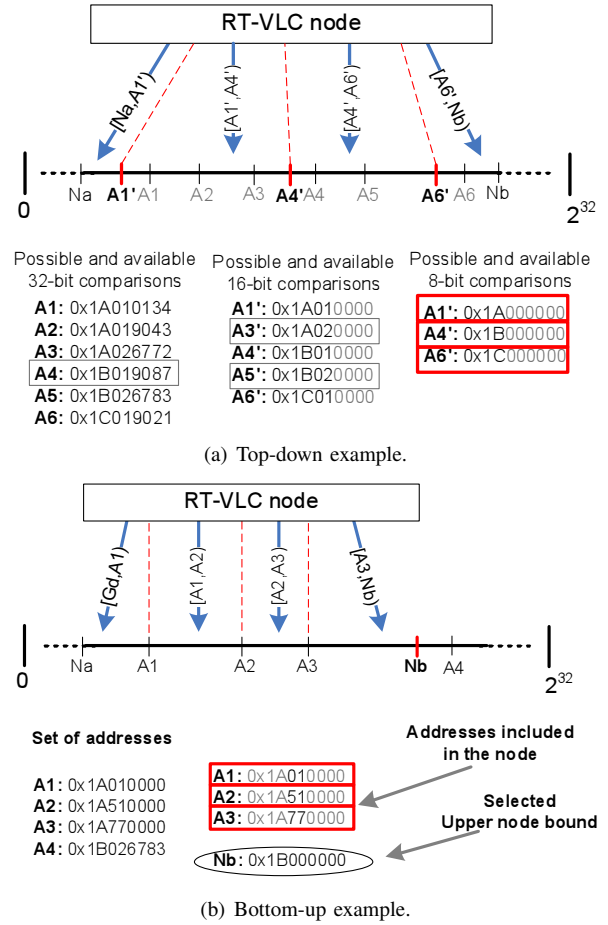 RT-VLC node
[Na,A1')
[A1',A4')
[A4',A6')
[A6',Nb)
Na A1' A1 A2 A3 A4' A4 A5 A6' A6 Nb
0 2^32
Possible and available
32-bit comparisons
A1: 0x1A010134
A2: 0x1A019043
A3: 0x1A026772
A4: 0x1B019087
A5: 0x1B026783
A6: 0x1C019021
Possible and available
16-bit comparisons
A1': 0x1A010000
A3': 0x1A020000
A4': 0x1B010000
A5': 0x1B020000
A6': 0x1C010000
Possible and available
8-bit comparisons
A1': 0x1A000000
A4': 0x1B000000
A6': 0x1C000000
(a) Top-down example.
RT-VLC node
[Gd,A1)
[A1,A2)
[A2,A3)
[A3,Nb)
Na A1 A2 A3 Nb A4
0 2^32
Set of addresses
A1: 0x1A010000
A2: 0x1A510000
A3: 0x1A770000
A4: 0x1B026783
A1: 0x1A010000
A2: 0x1A510000
A3: 0x1A770000
Nb: 0x1B000000
Addresses included
in the node
Selected
Upper node bound
(b) Bottom-up example.